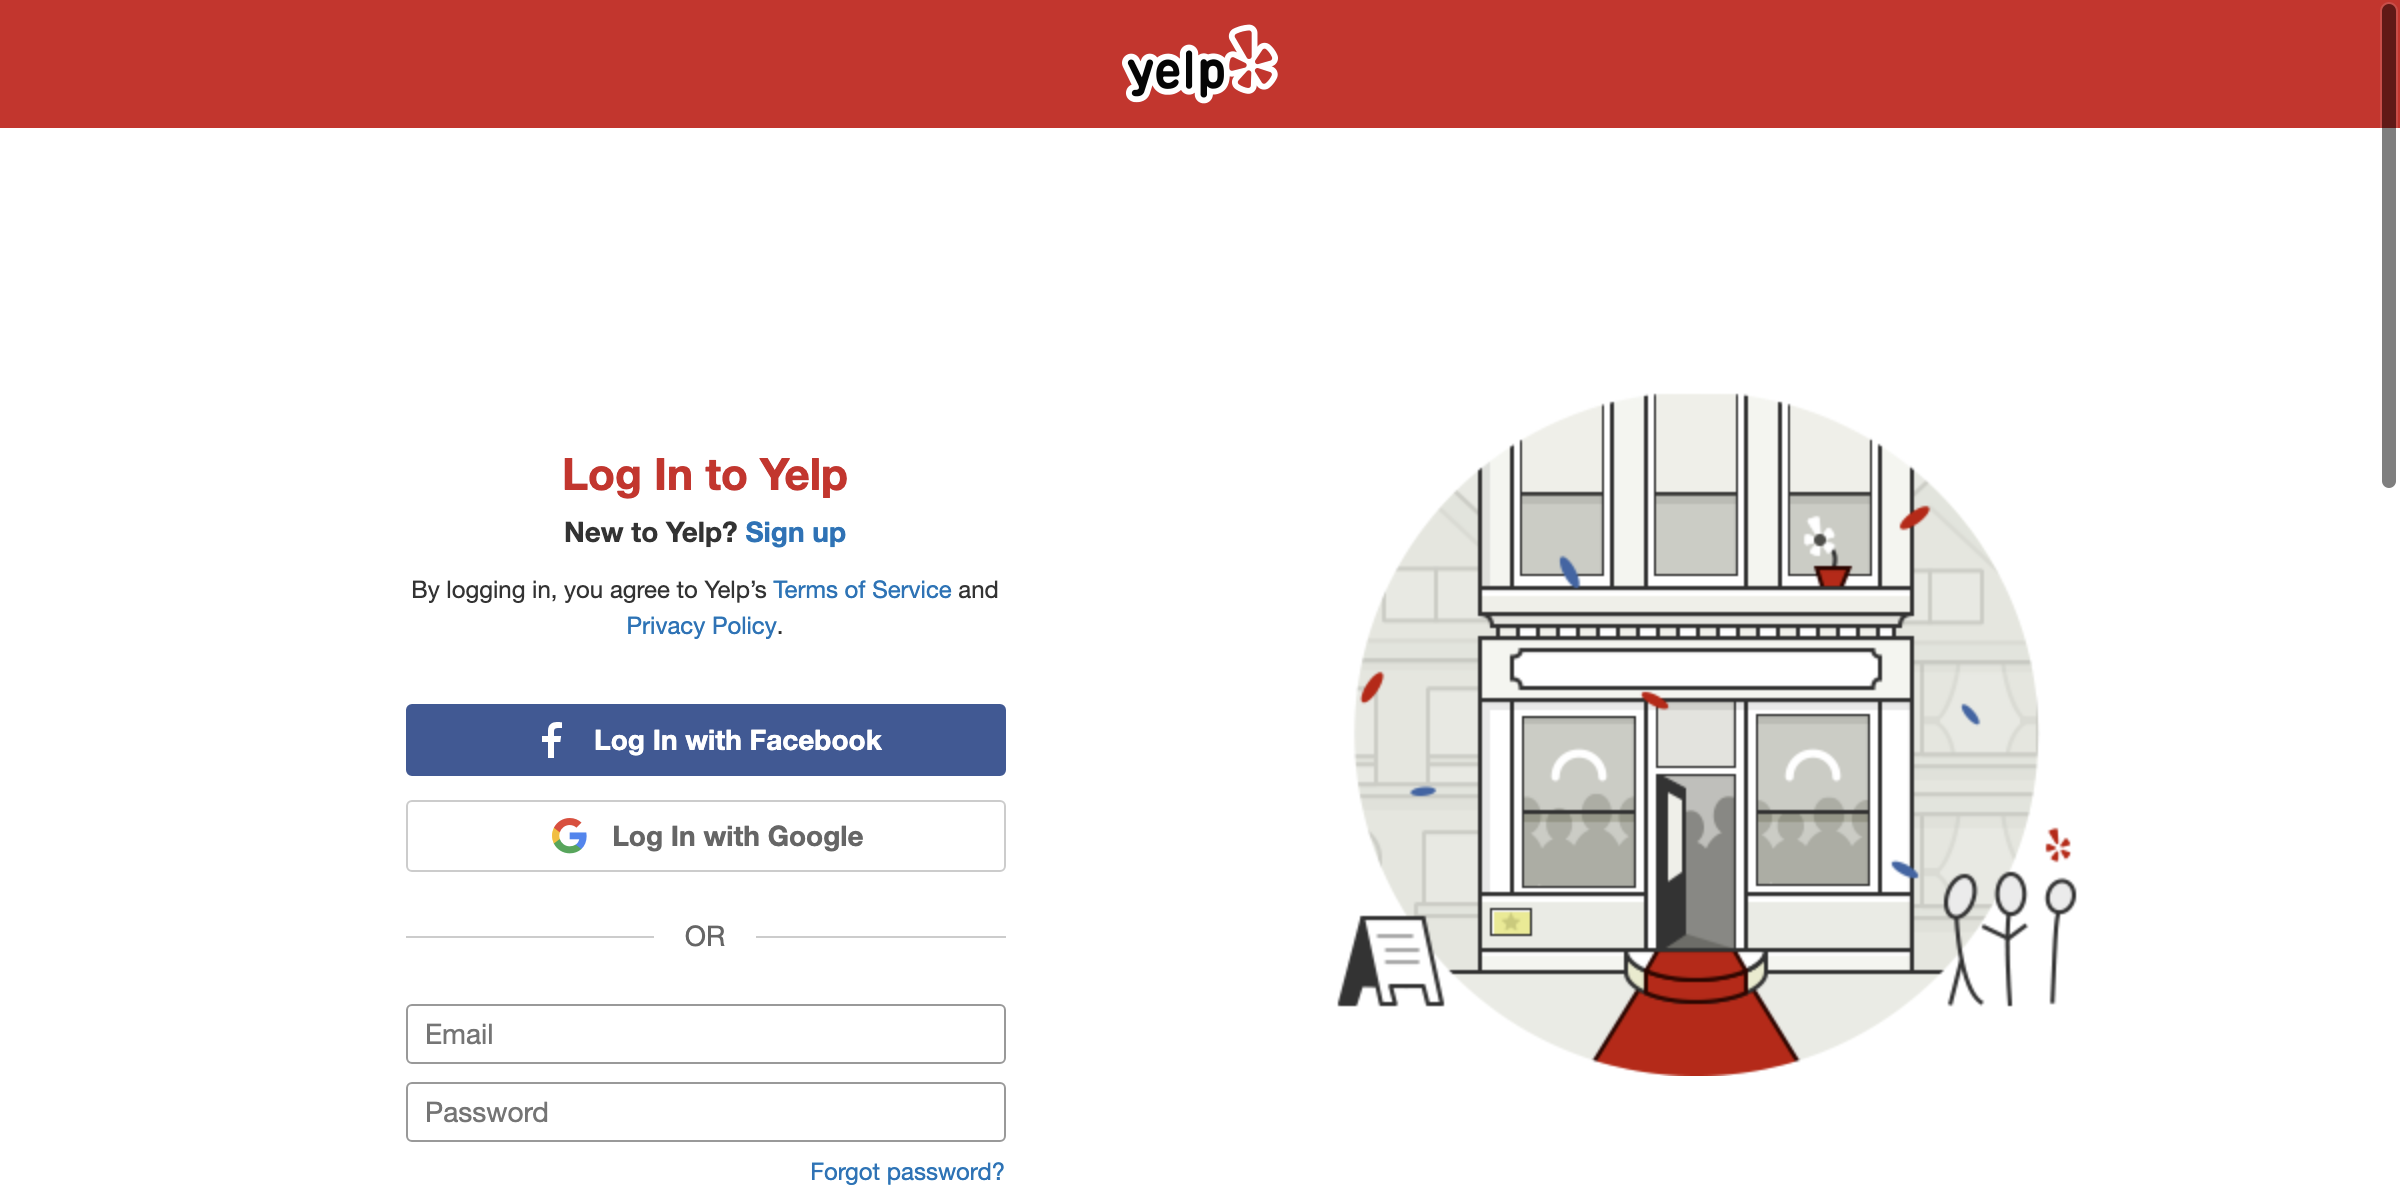 yelp
Log In to Yelp
New to Yelp? Sign up
By logging in, you agree to Yelp’s Terms of Service and
Privacy Policy.
Log In with Facebook
Log In with Google
OR
Email
Password
Forgot password?